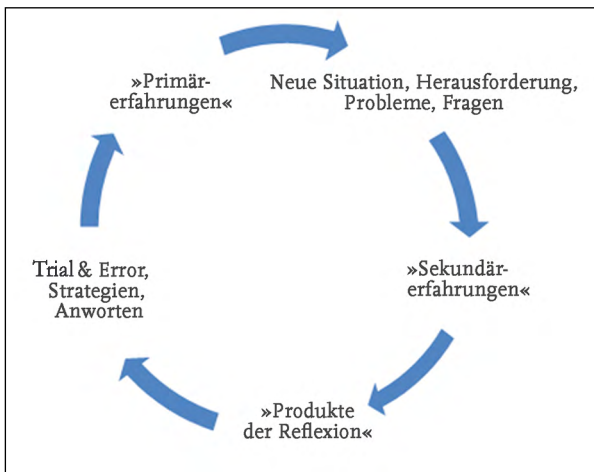 »Primär-
erfahrungen«
Neue Situation, Herausforderung,
Probleme, Fragen
»Sekundär-
erfahrungen«
»Produkte
der Reflexion«
Trial & Error,
Strategien,
Anworten